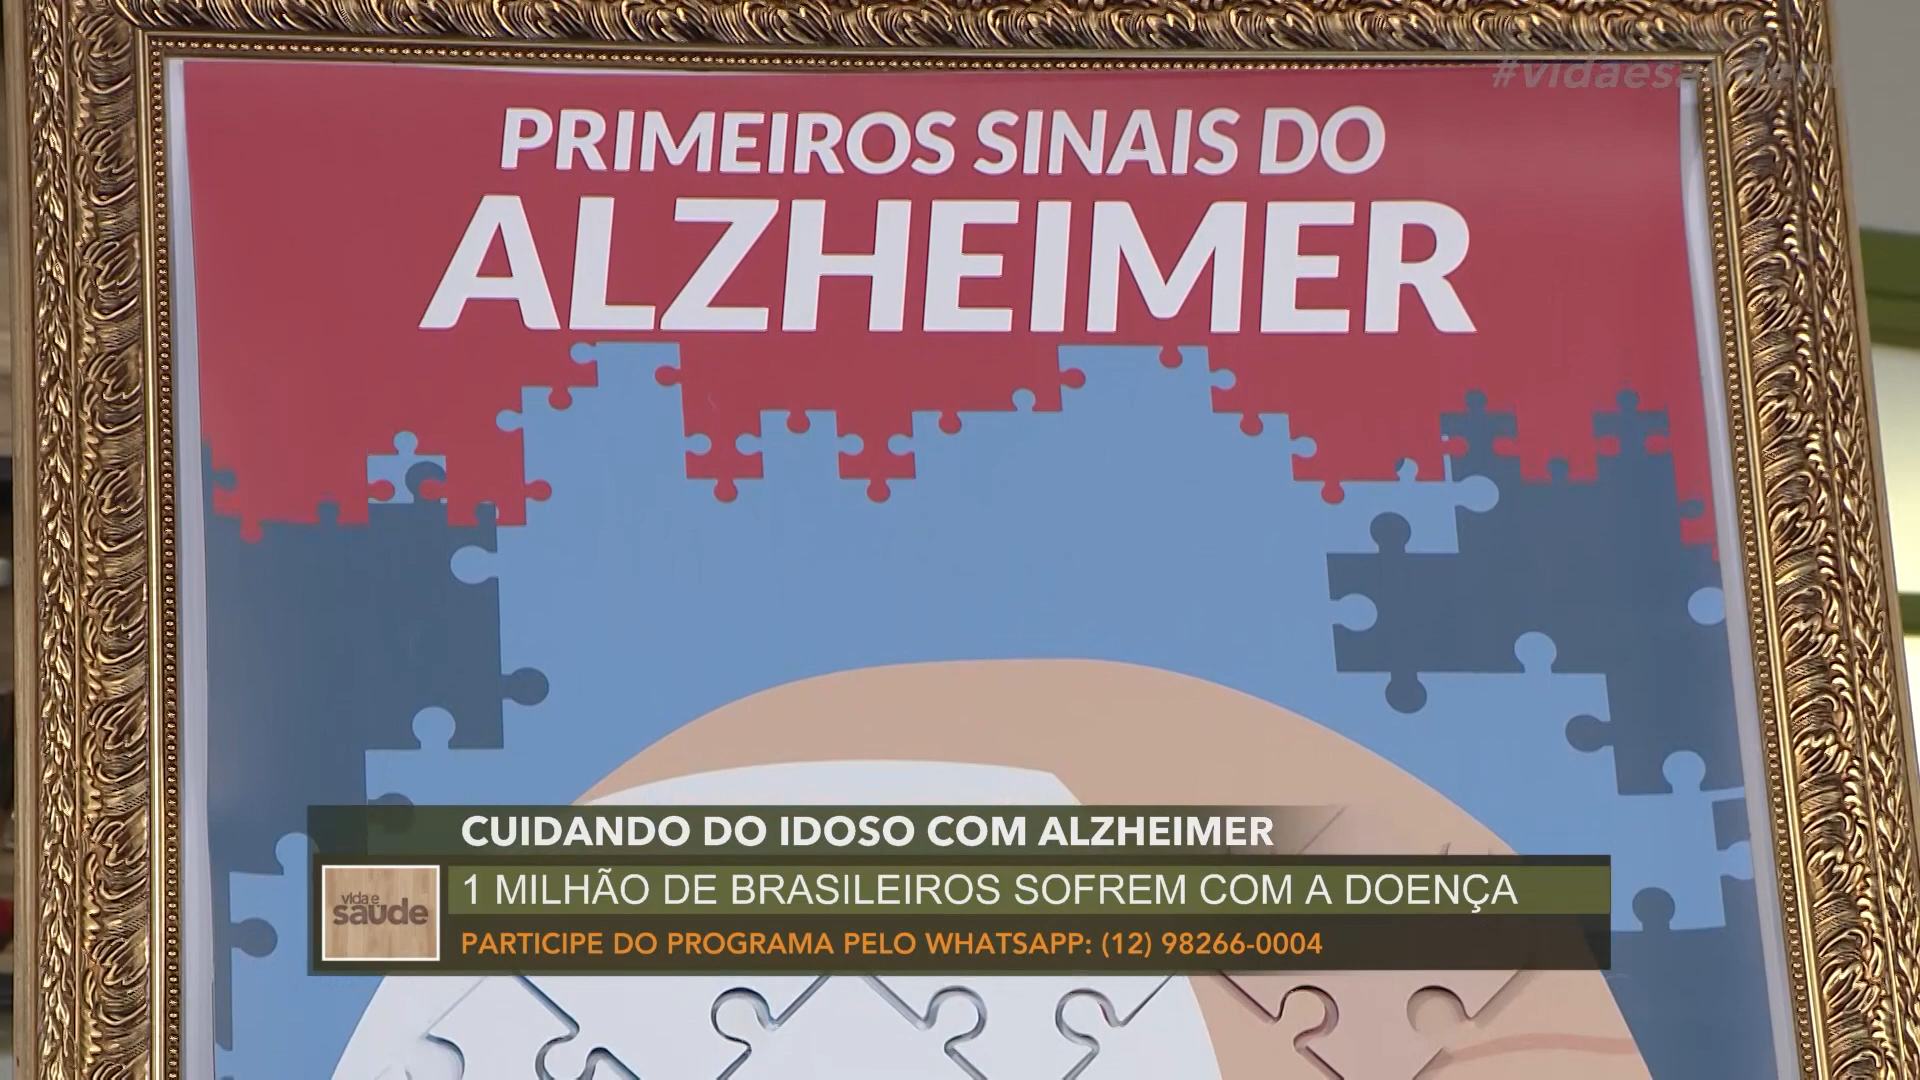 PRIMEIROS SINAIS DO
ALZHEIMER
CUIDANDO DO IDOSO COM ALZHEIMER
1 MILHÃO DE BRASILEIROS SOFREM COM A DOENÇA
vida e
saúde
PARTICIPE DO PROGRAMA PELO WHATSAPP: (12) 98266-0004